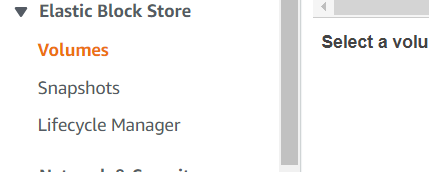 Elastic Block Store
Volumes
Snapshots
Lifecycle Manager
Select a volu